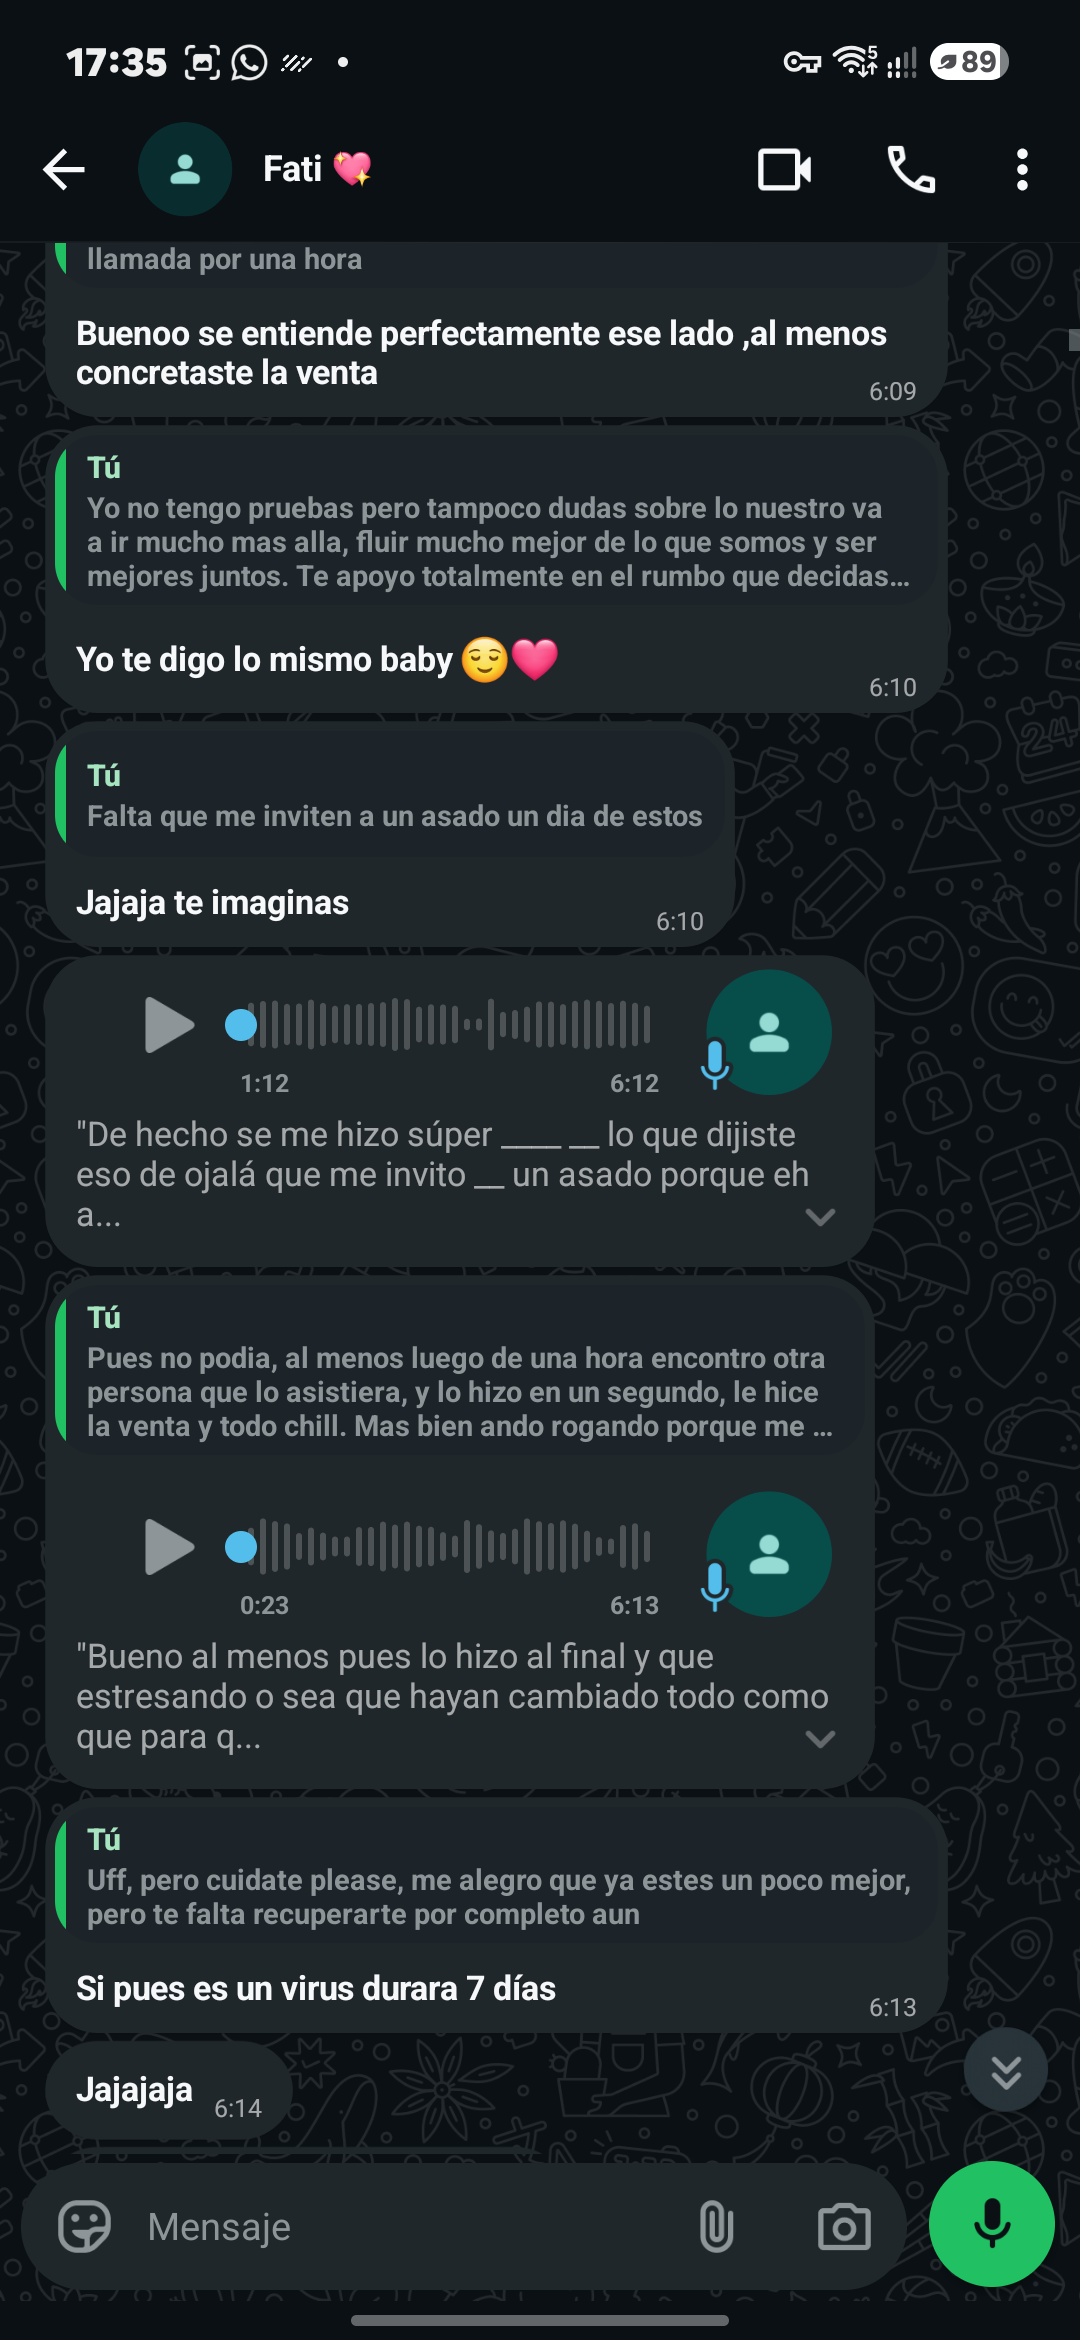 17:35
5
89
Fati 💖
llamada por una hora
Buenoo se entiende perfectamente ese lado ,al menos
concretaste la venta
6:09
Tú
Yo no tengo pruebas pero tampoco dudas sobre lo nuestro va
a ir mucho mas alla, fluir mucho mejor de lo que somos y ser
mejores juntos. Te apoyo totalmente en el rumbo que decidas...
Yo te digo lo mismo baby 😌💗
6:10
Tú
Falta que me inviten a un asado un dia de estos
Jajaja te imaginas
6:10
1:12
6:12
"De hecho se me hizo súper ____ __ lo que dijiste
eso de ojalá que me invito __ un asado porque eh
a...
Tú
Pues no podia, al menos luego de una hora encontro otra
persona que lo asistiera, y lo hizo en un segundo, le hice
la venta y todo chill. Mas bien ando rogando porque me ...
0:23
6:13
"Bueno al menos pues lo hizo al final y que
estresando o sea que hayan cambiado todo como
que para q...
Tú
Uff, pero cuidate please, me alegro que ya estes un poco mejor,
pero te falta recuperarte por completo aun
Si pues es un virus durara 7 días
6:13
Jajajaja
6:14
Mensaje